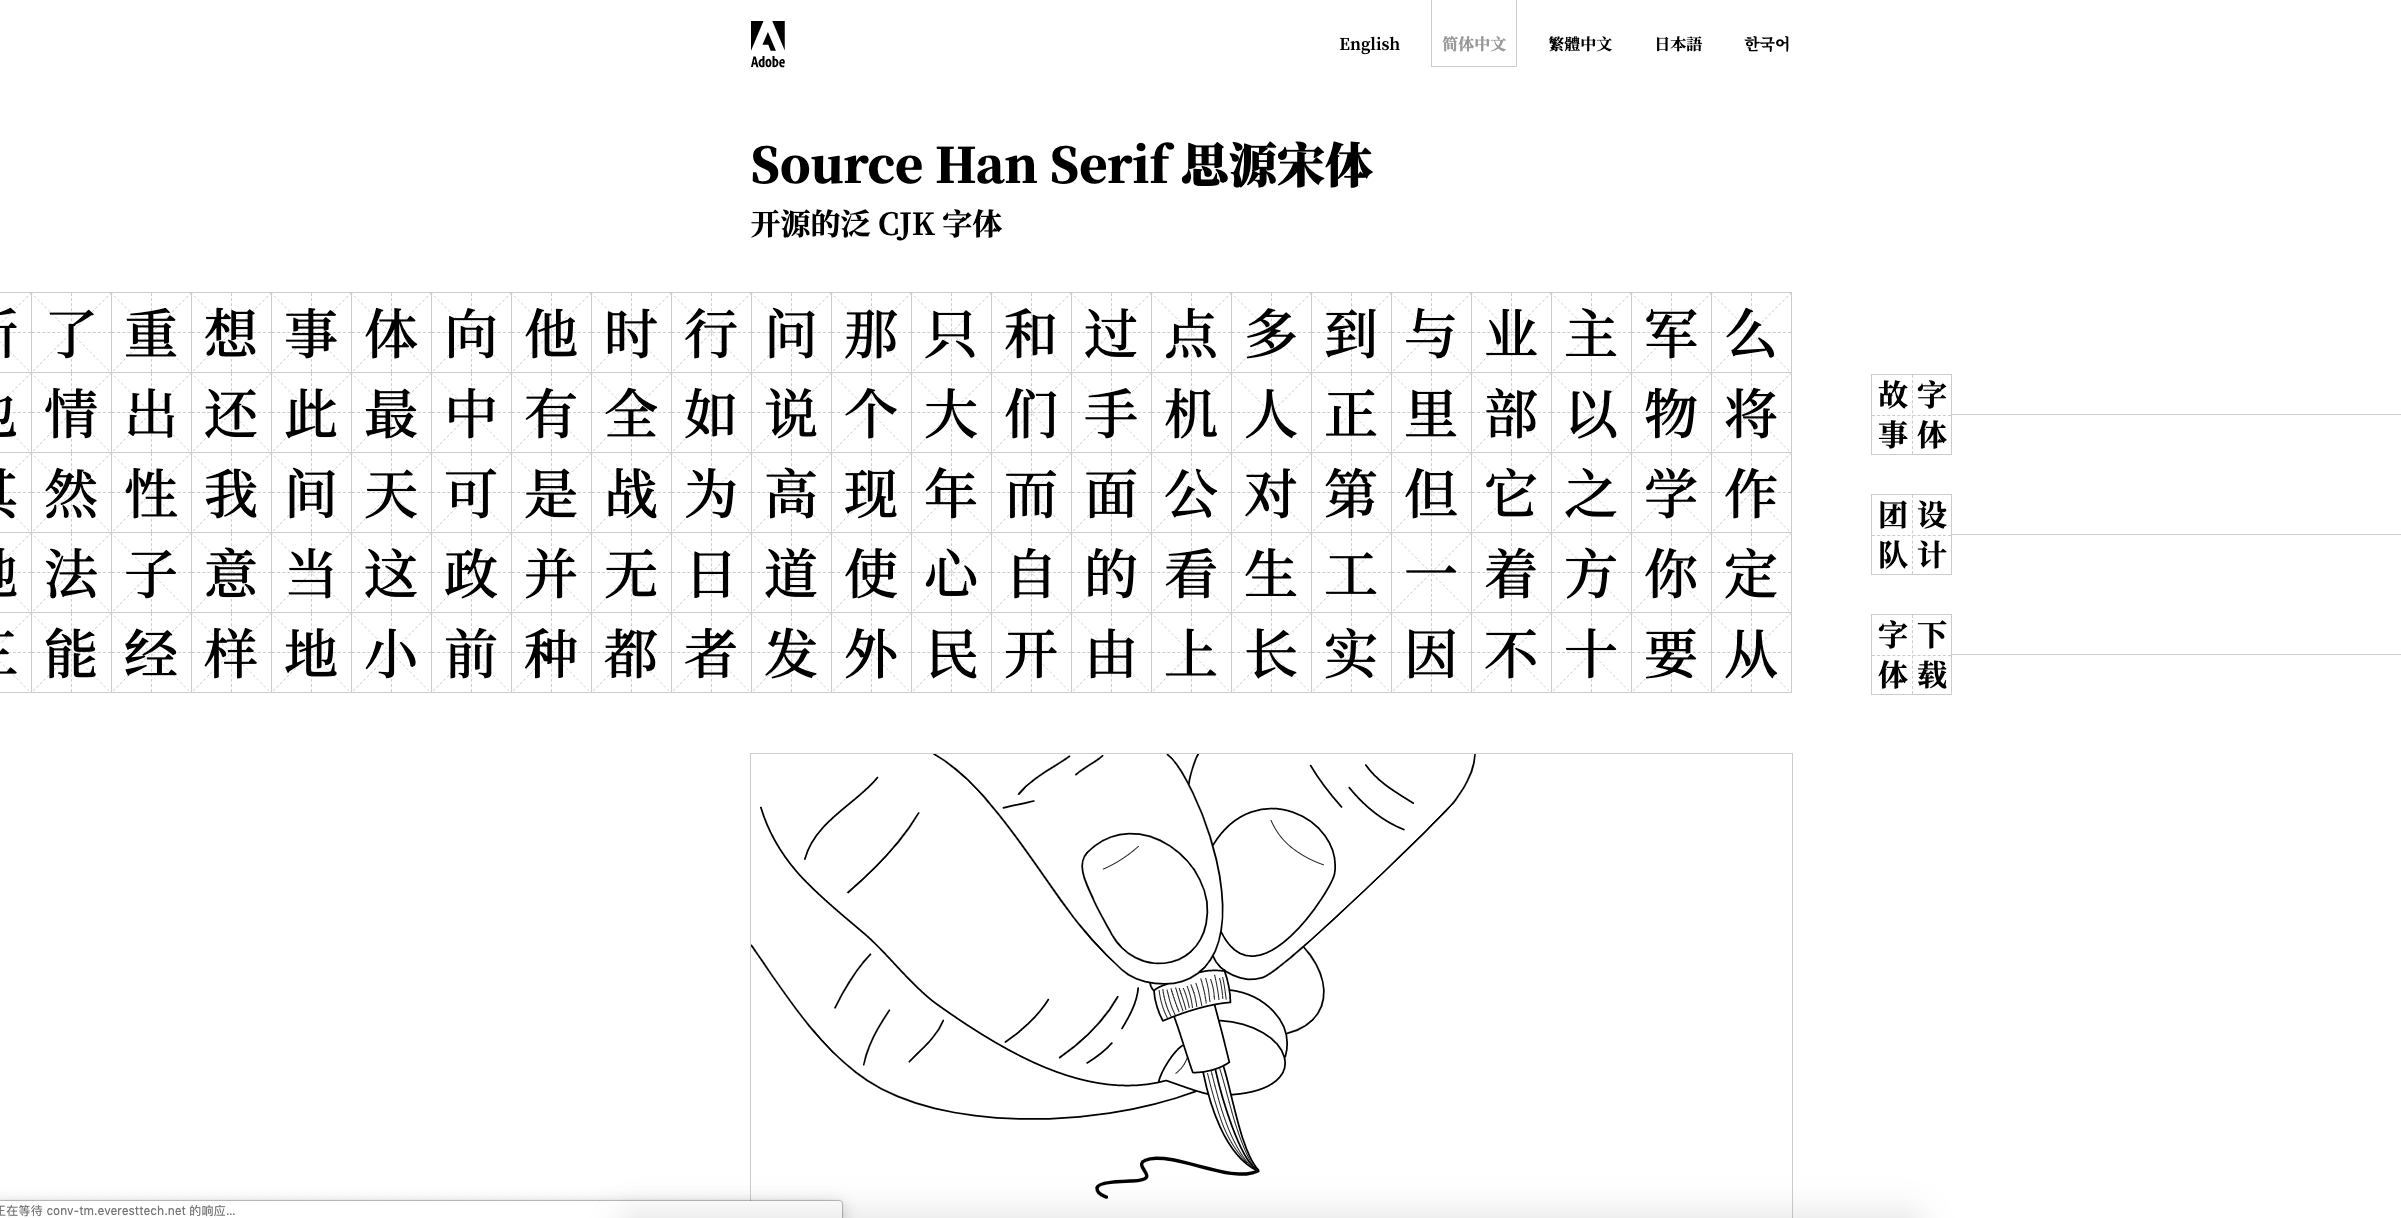 Adobe
English 简体中文 繁體中文 日本語 한국어
Source Han Serif 思源宋体
开源的泛 CJK 字体
了重想事体向他时行问那只和过点多到与业主军么
情出还此最中有全如说个大们手机人正里部以物将
然性我间天可是战为高现年而面公对第但它之学作
法子意当这政并无日道使心自的看生工一着方你定
能经样地小前种都者发外民开由上长实因不十要从
字体故事
设计团队
下载字体
正在等待 conv-tm.everesttech.net 的响应...